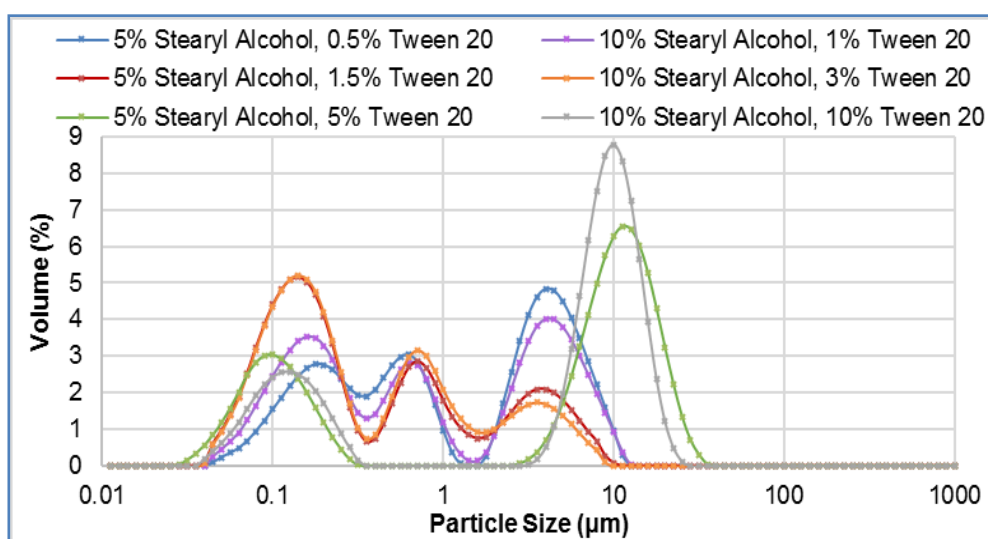 5% Stearyl Alcohol, 0.5% Tween 20
10% Stearyl Alcohol, 1% Tween 20
5% Stearyl Alcohol, 1.5% Tween 20
10% Stearyl Alcohol, 3% Tween 20
5% Stearyl Alcohol, 5% Tween 20
10% Stearyl Alcohol, 10% Tween 20
9
8
7
6
5
4
3
2
1
0
Volume (%)
0.01
0.1
1
10
100
1000
Particle Size (µm)